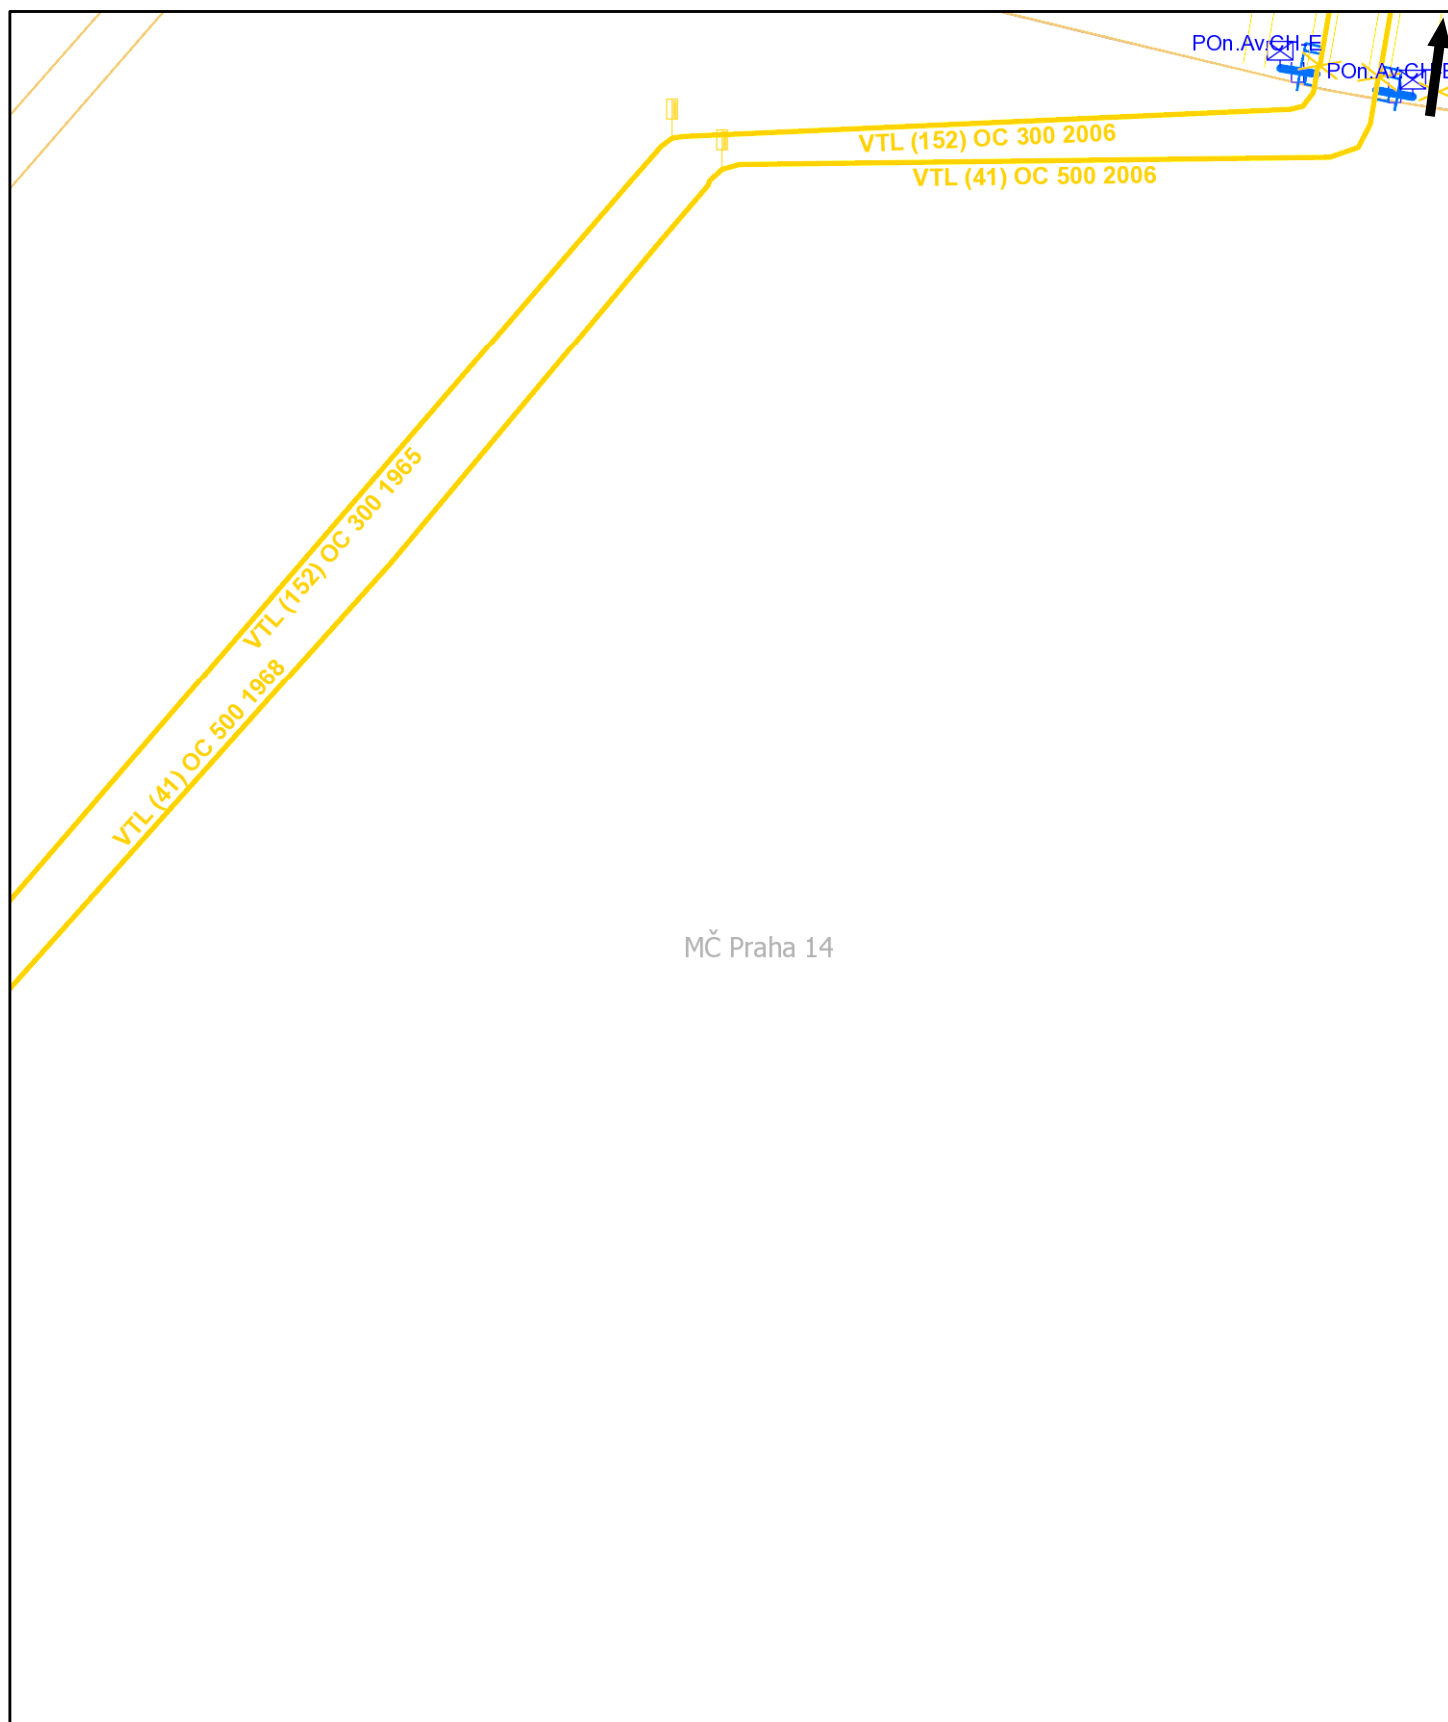 POn.Av.CH-E
POn.Av.CH-E
VTL (152) OC 300 2006
VTL (41) OC 500 2006
VTL (152) OC 300 1965
VTL (41) OC 500 1968
MČ Praha 14